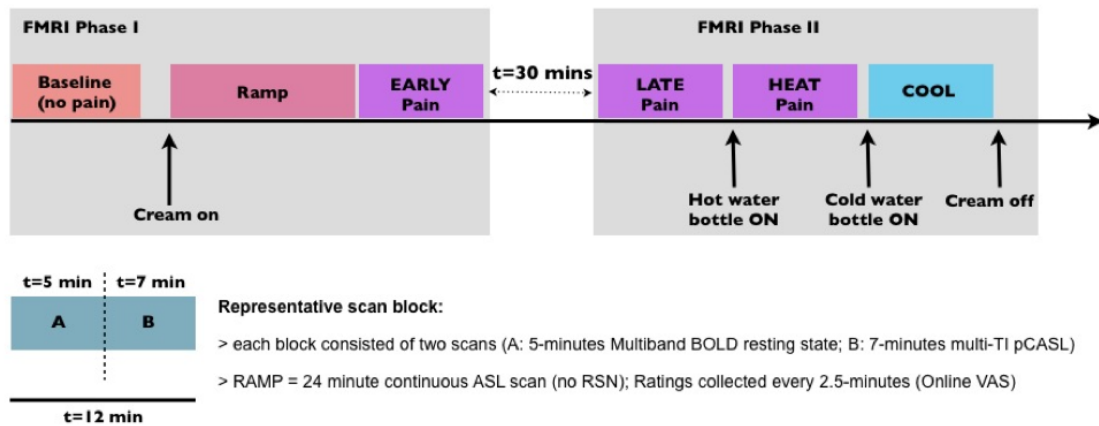 FMRI Phase I
FMRI Phase II
Baseline
(no pain)
Ramp
EARLY
Pain
t=30 mins
LATE
Pain
HEAT
Pain
COOL
Cream on
Hot water
bottle ON
Cold water
bottle ON
Cream off
t=5 min
t=7 min
A
B
t=12 min
Representative scan block:
> each block consisted of two scans (A: 5-minutes Multiband BOLD resting state; B: 7-minutes multi-TI pCASL)
> RAMP = 24 minute continuous ASL scan (no RSN); Ratings collected every 2.5-minutes (Online VAS)